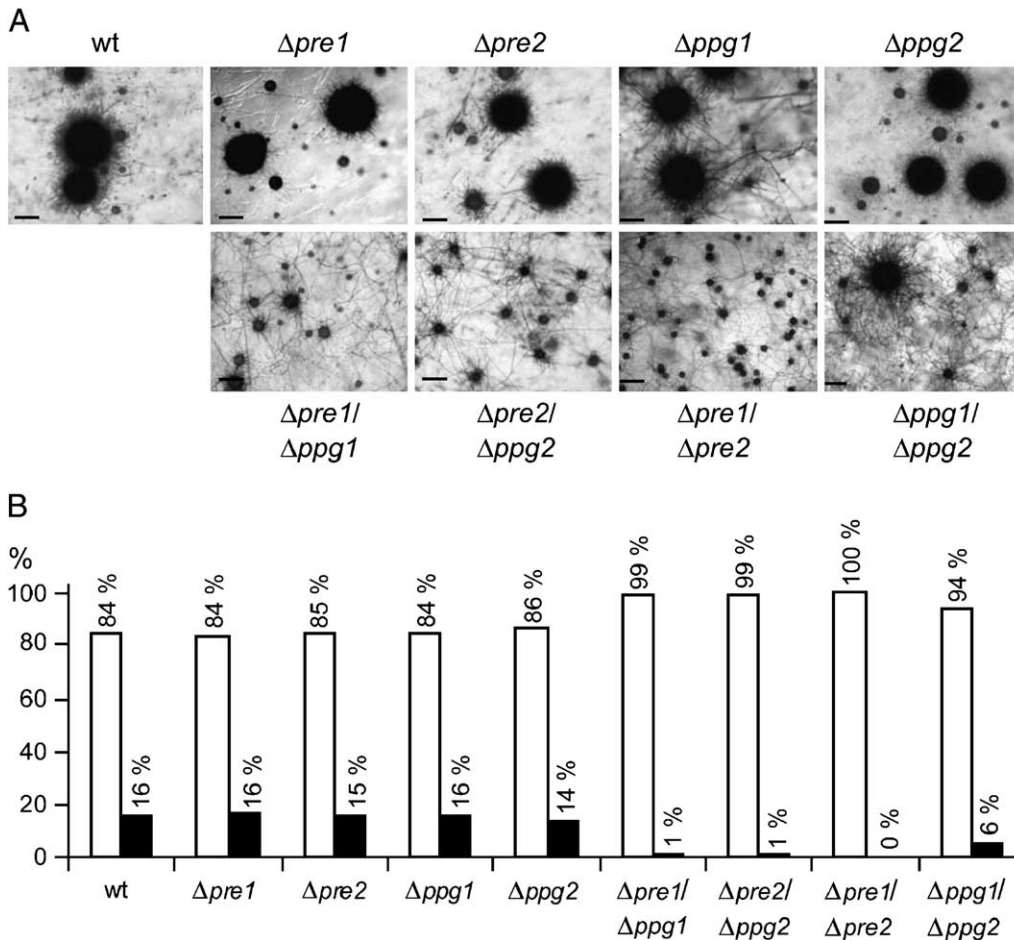 A
wt Δpre1 Δpre2 Δppg1 Δppg2
Δpre1/ Δpre2/ Δpre1/ Δppg1/
Δppg1 Δppg2 Δpre2 Δppg2
B
%
100
80
60
40
20
0
84 % 16 % 84 % 16 % 85 % 15 % 84 % 16 % 86 % 14 % 99 % 1 % 99 % 1 % 100 % 0 % 94 % 6 %
wt Δpre1 Δpre2 Δppg1 Δppg2 Δpre1/ Δpre2/ Δpre1/ Δppg1/
Δppg1 Δppg2 Δpre2 Δppg2